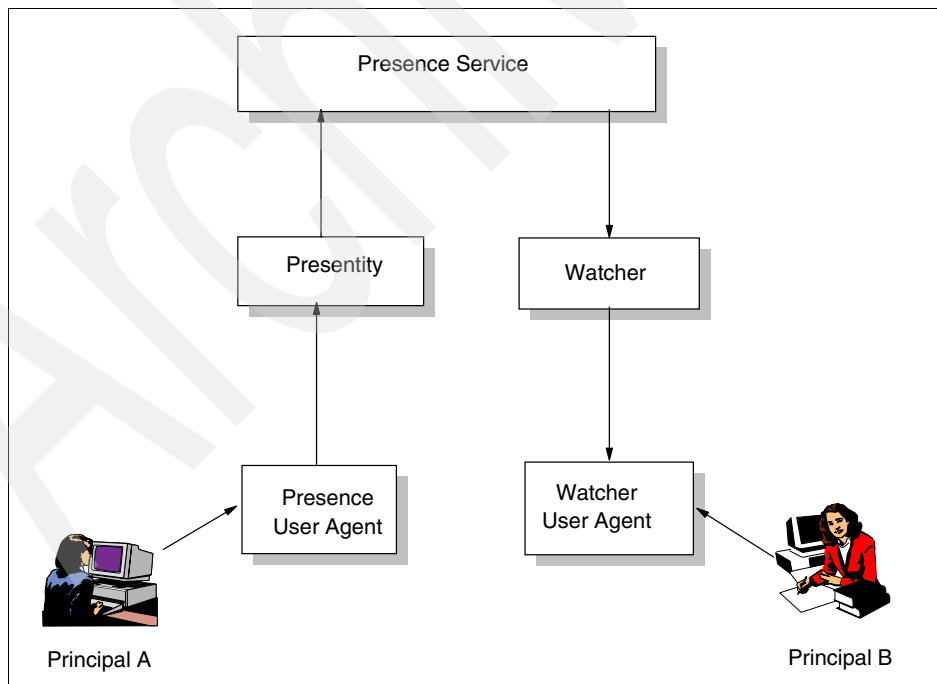 Presence Service
Presentity
Watcher
Presence
User Agent
Watcher
User Agent
Principal A
Principal B